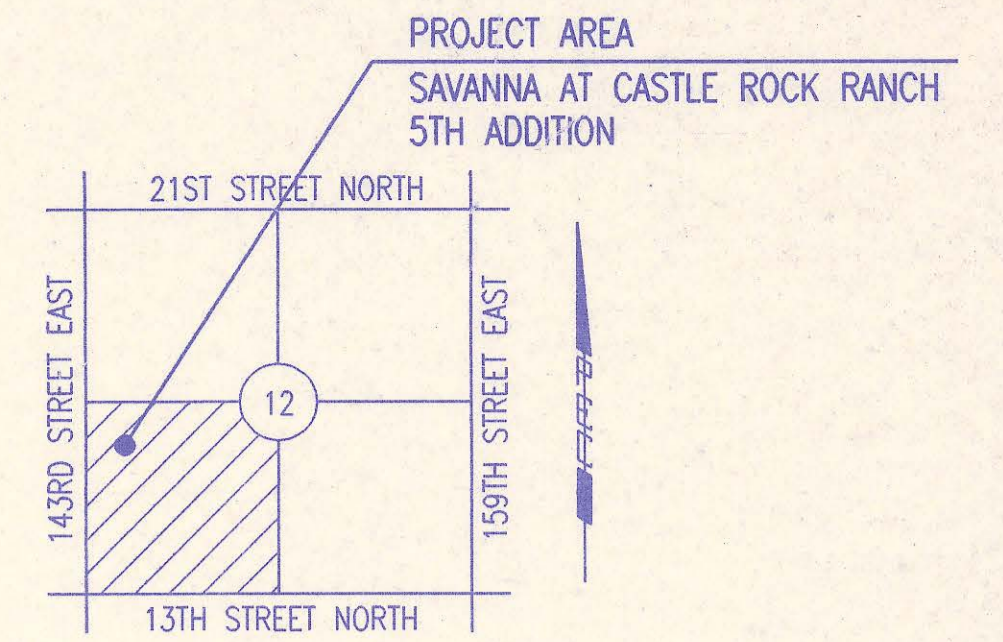 PROJECT AREA
SAVANNA AT CASTLE ROCK RANCH
5TH ADDITION
21ST STREET NORTH
143RD STREET EAST
12
159TH STREET EAST
13TH STREET NORTH